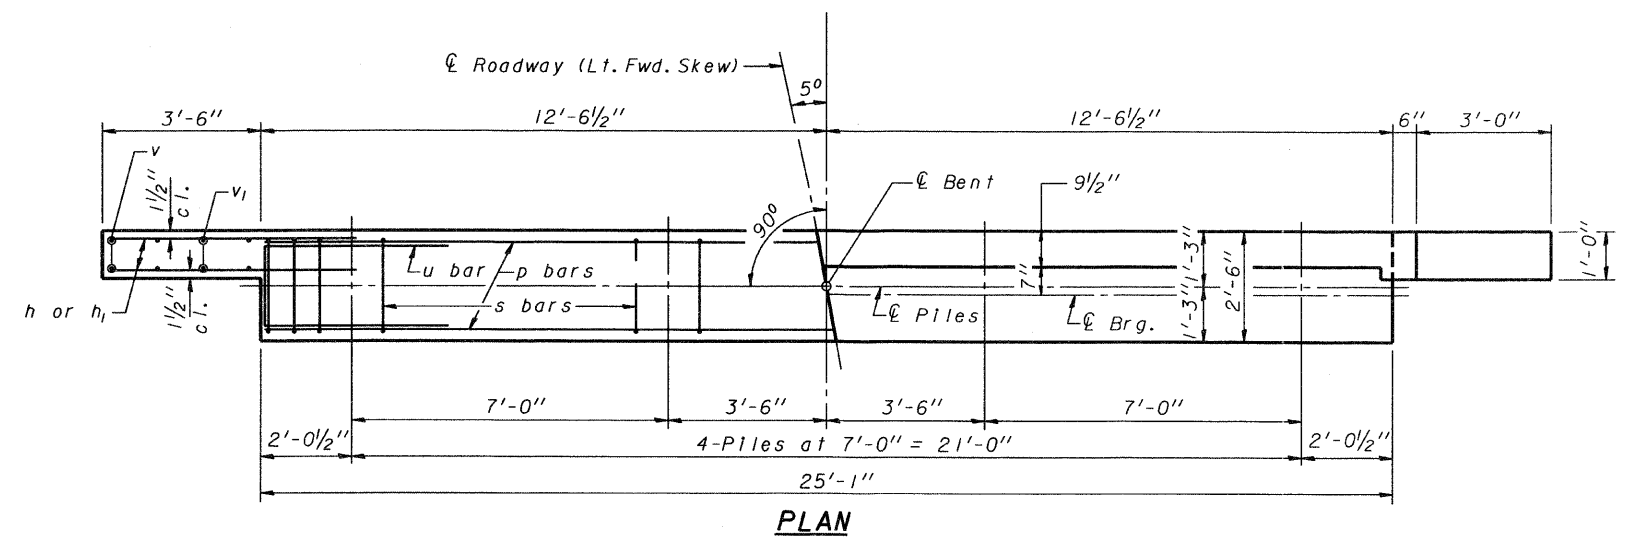 ℄ Roadway (Lt. Fwd. Skew)
5°
3'-6"
12'-6½"
12'-6½"
6"
3'-0"
v
1½" cl.
v₁
℄ Bent
9½"
90°
u bar
p bars
s bars
h or h₁
1½" cl.
7"
℄ Piles
℄ Brg.
1'-3"
1'-3"
2'-6"
1'-0"
7'-0"
3'-6"
3'-6"
7'-0"
2'-0½"
4-Piles at 7'-0" = 21'-0"
2'-0½"
25'-1"
PLAN